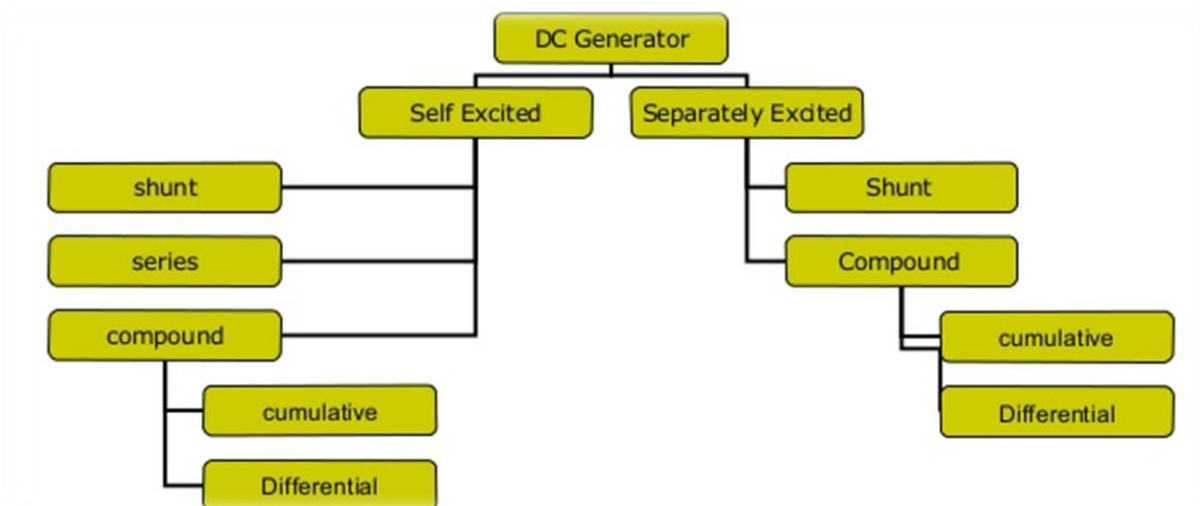 DC Generator
Self Excited
Separately Excited
shunt
Shunt
series
Compound
compound
cumulative
cumulative
Differential
Differential